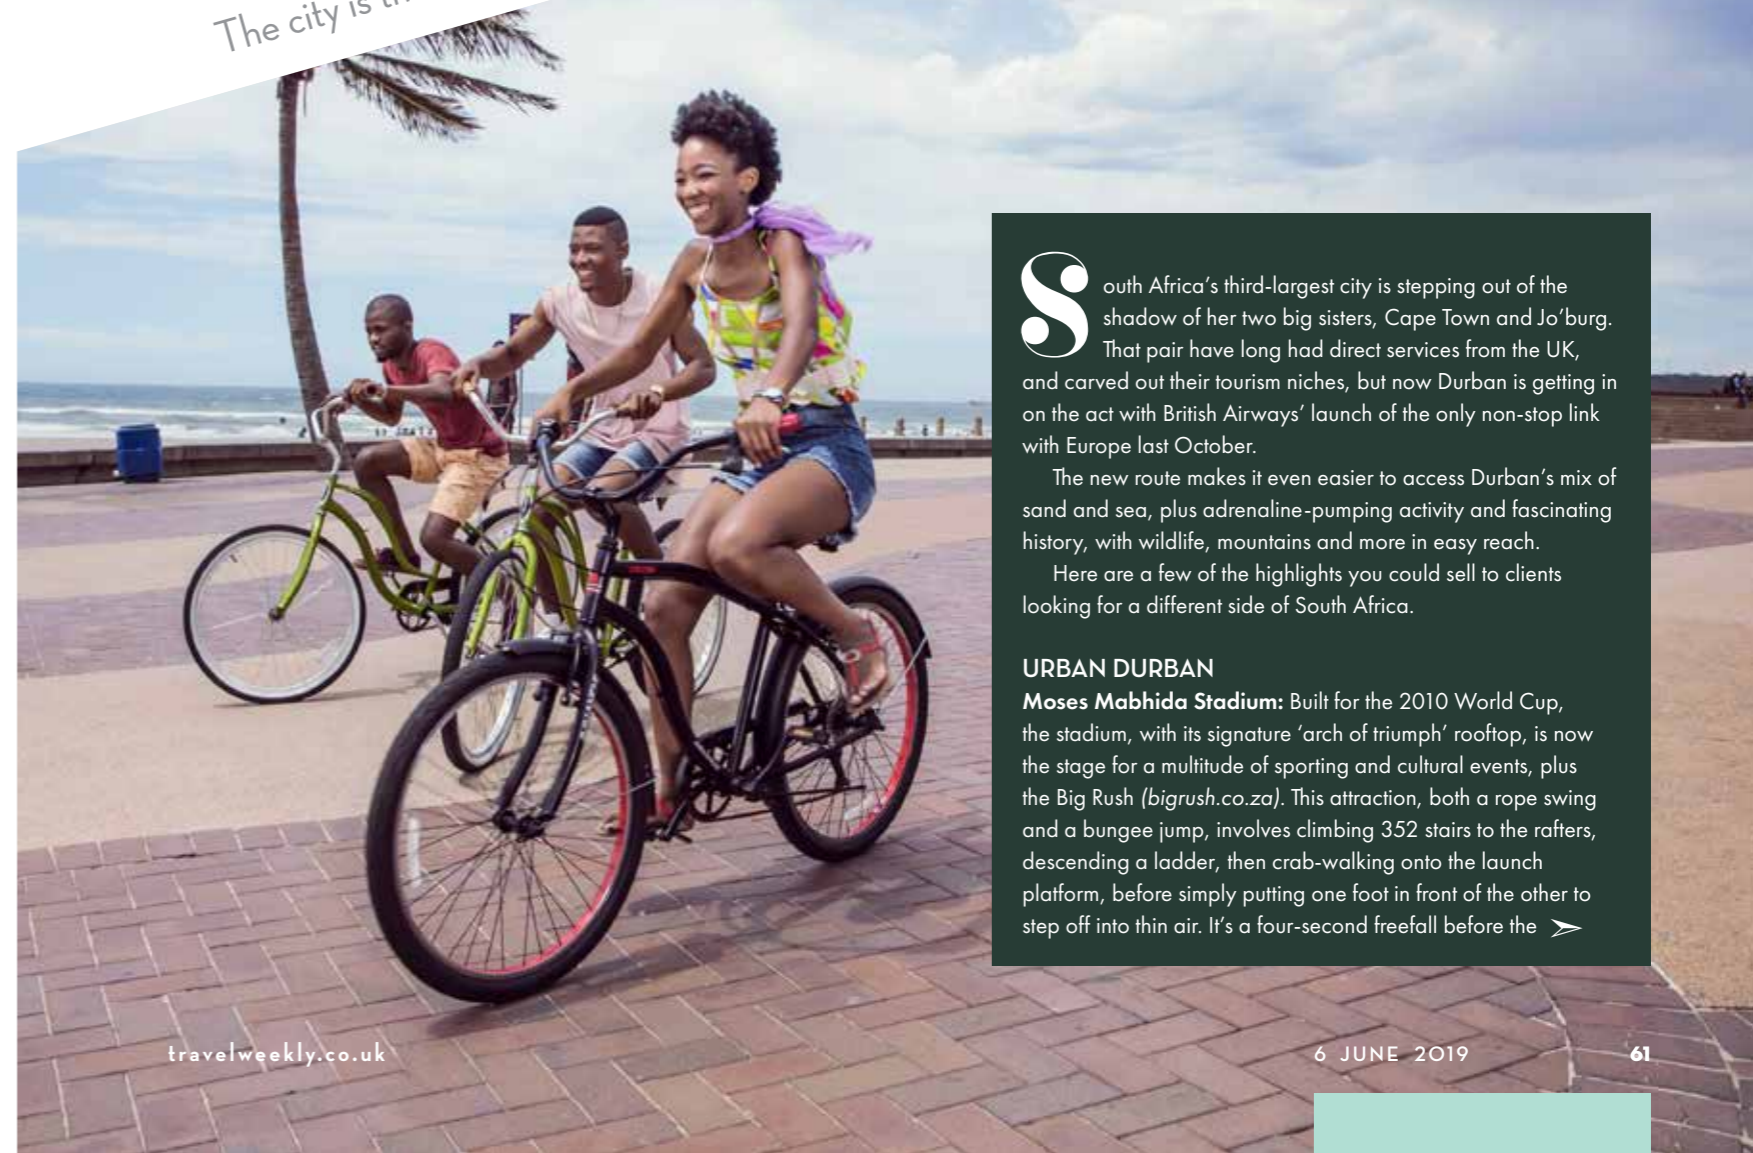 The city is
South Africa's third-largest city is stepping out of the
shadow of her two big sisters, Cape Town and Jo'burg.
That pair have long had direct services from the UK,
and carved out their tourism niches, but now Durban is getting in
on the act with British Airways' launch of the only non-stop link
with Europe last October.
The new route makes it even easier to access Durban's mix of
sand and sea, plus adrenaline-pumping activity and fascinating
history, with wildlife, mountains and more in easy reach.
Here are a few of the highlights you could sell to clients
looking for a different side of South Africa.
URBAN DURBAN
Moses Mabhida Stadium: Built for the 2010 World Cup,
the stadium, with its signature ‘arch of triumph’ rooftop, is now
the stage for a multitude of sporting and cultural events, plus
the Big Rush (bigrush.co.za). This attraction, both a rope swing
and a bungee jump, involves climbing 352 stairs to the rafters,
descending a ladder, then crab-walking onto the launch
platform, before simply putting one foot in front of the other to
step off into thin air. It's a four-second freefall before the
travelweekly.co.uk
6 JUNE 2019
61